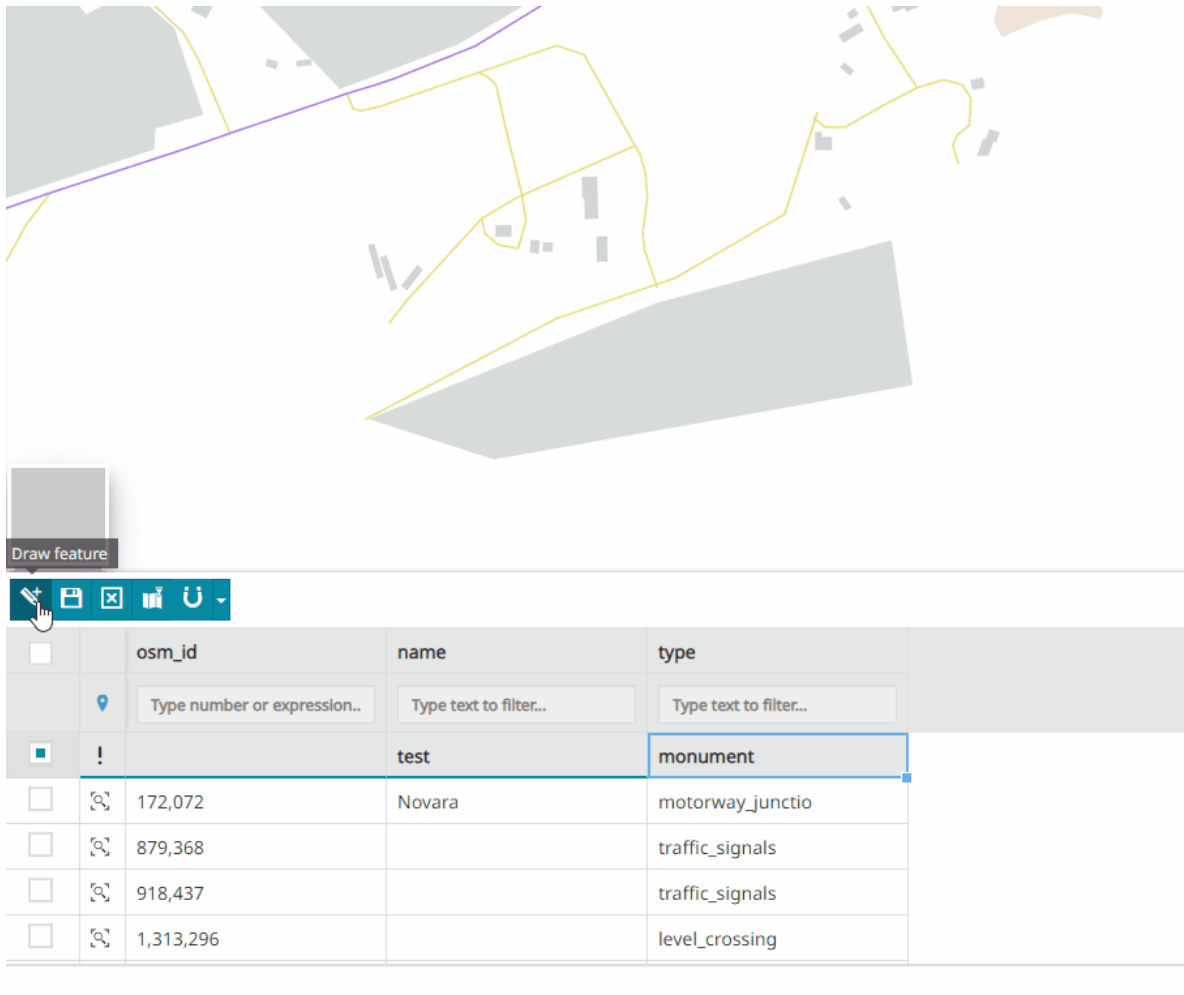 Draw feature
osm_id name type
Type number or expression.. Type text to filter... Type text to filter...
! test monument
172,072 Novara motorway_junctio
879,368 traffic_signals
918,437 traffic_signals
1,313,296 level_crossing